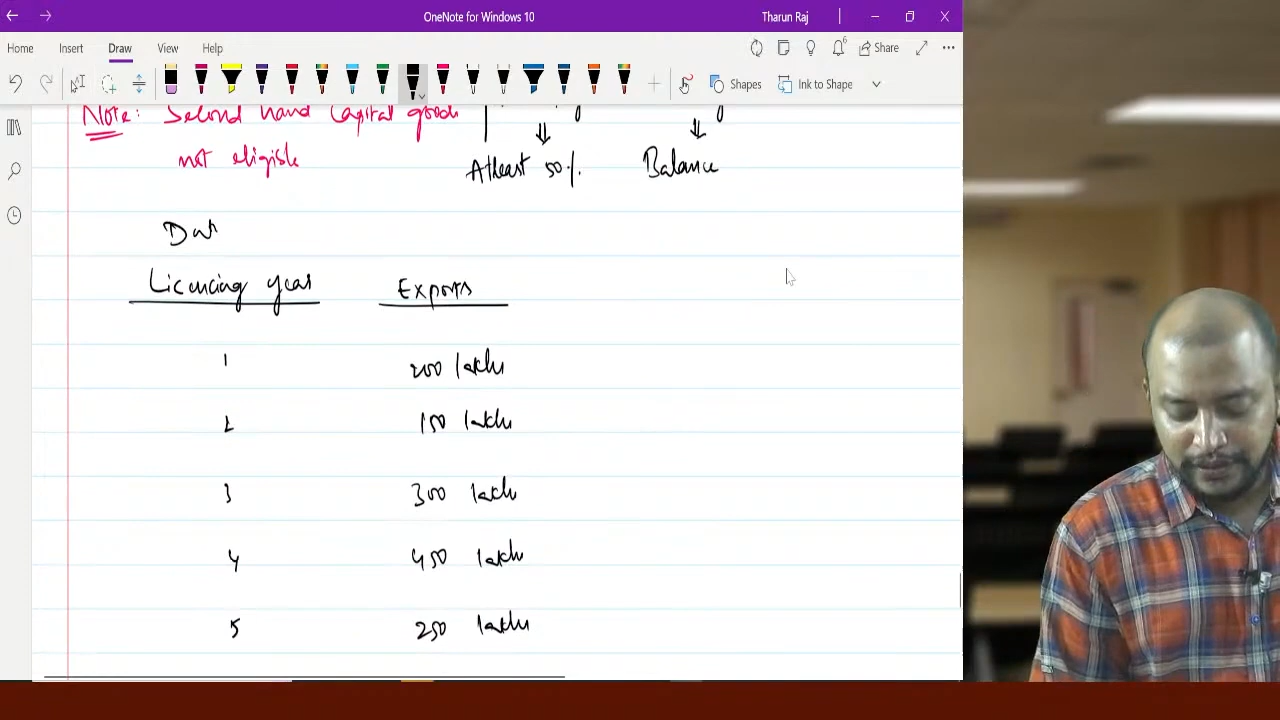 OneNote for Windows 10
Tharun Raj
Home Insert Draw View Help
6 Share
Shapes
Ink to Shape
Note: Second hand Capital goods
not eligible
Atleast 50%
Balance
Dat
Licencing year Exports
1 200 lakhs
2 150 lakhs
3 300 lakhs
4 450 lakhs
5 250 lakhs